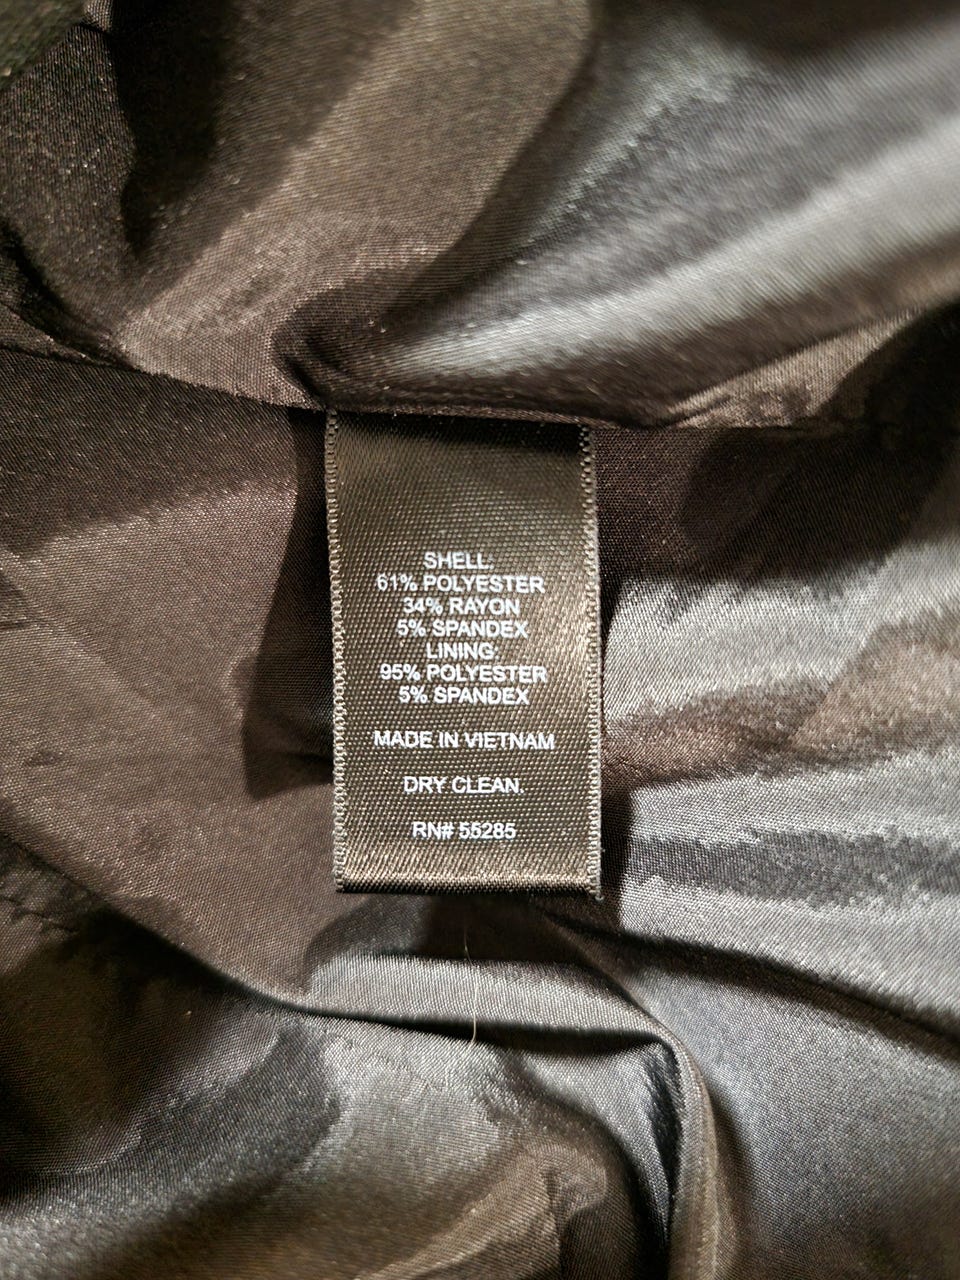 SHELL:
61% POLYESTER
34% RAYON
5% SPANDEX
LINING:
95% POLYESTER
5% SPANDEX
MADE IN VIETNAM
DRY CLEAN.
RN# 55285